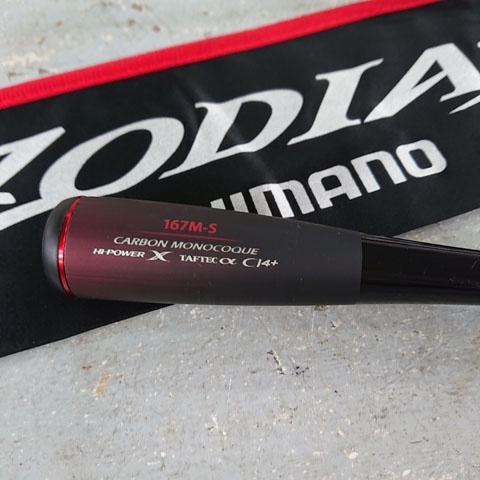 ZODIA
SHIMANO
167M-S
CARBON MONOCOQUE
HI-POWER X TAFTEC α CI4+